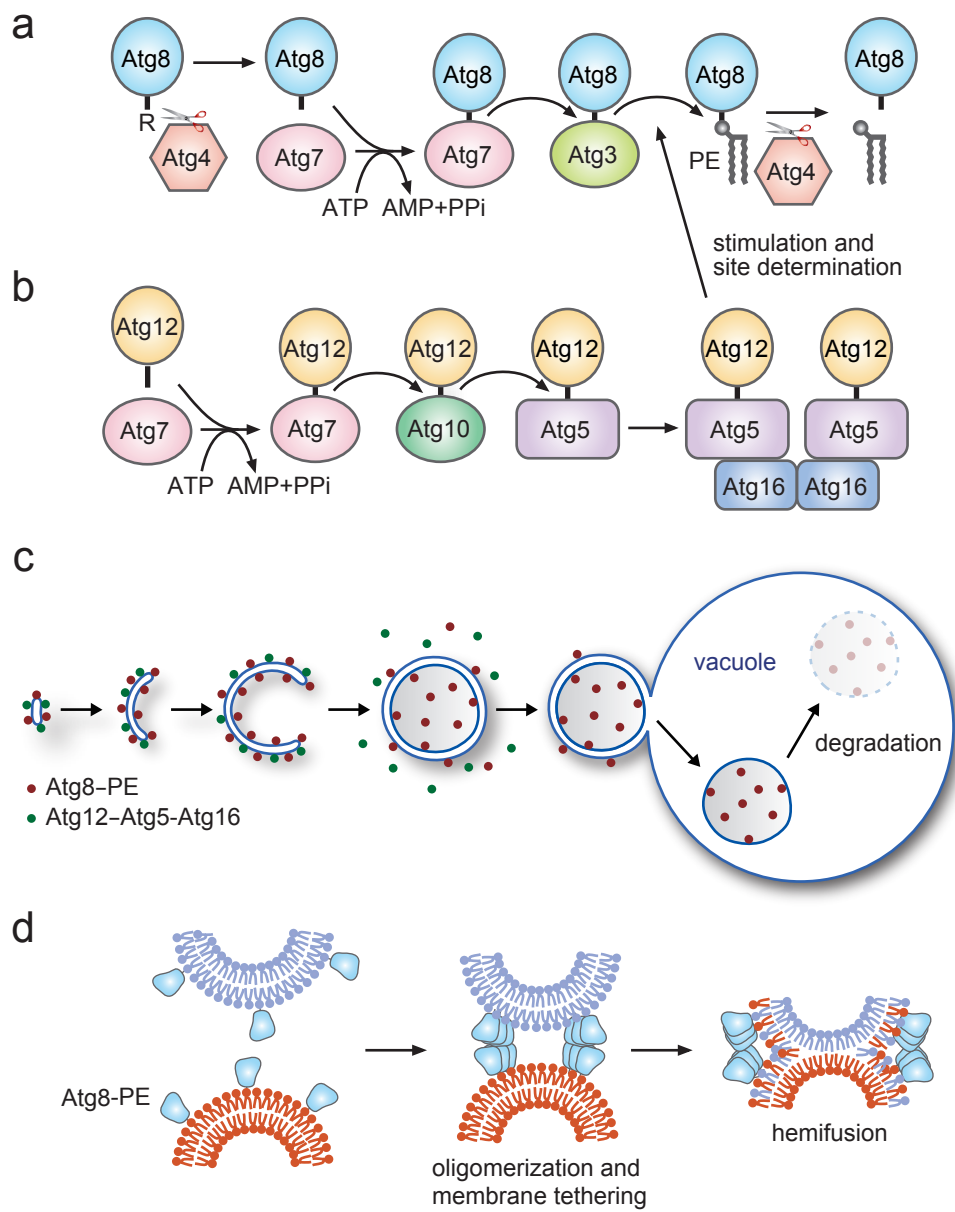 a
Atg8
Atg8
Atg8
Atg8
Atg8
Atg8
R
Atg4
Atg7
Atg7
Atg3
PE
Atg4
ATP
AMP+PPi
stimulation and
site determination
b
Atg12
Atg12
Atg12
Atg12
Atg12
Atg12
Atg7
Atg7
Atg10
Atg5
Atg5
Atg5
Atg16
Atg16
ATP
AMP+PPi
c
vacuole
degradation
Atg8–PE
Atg12–Atg5-Atg16
d
Atg8-PE
oligomerization and
membrane tethering
hemifusion